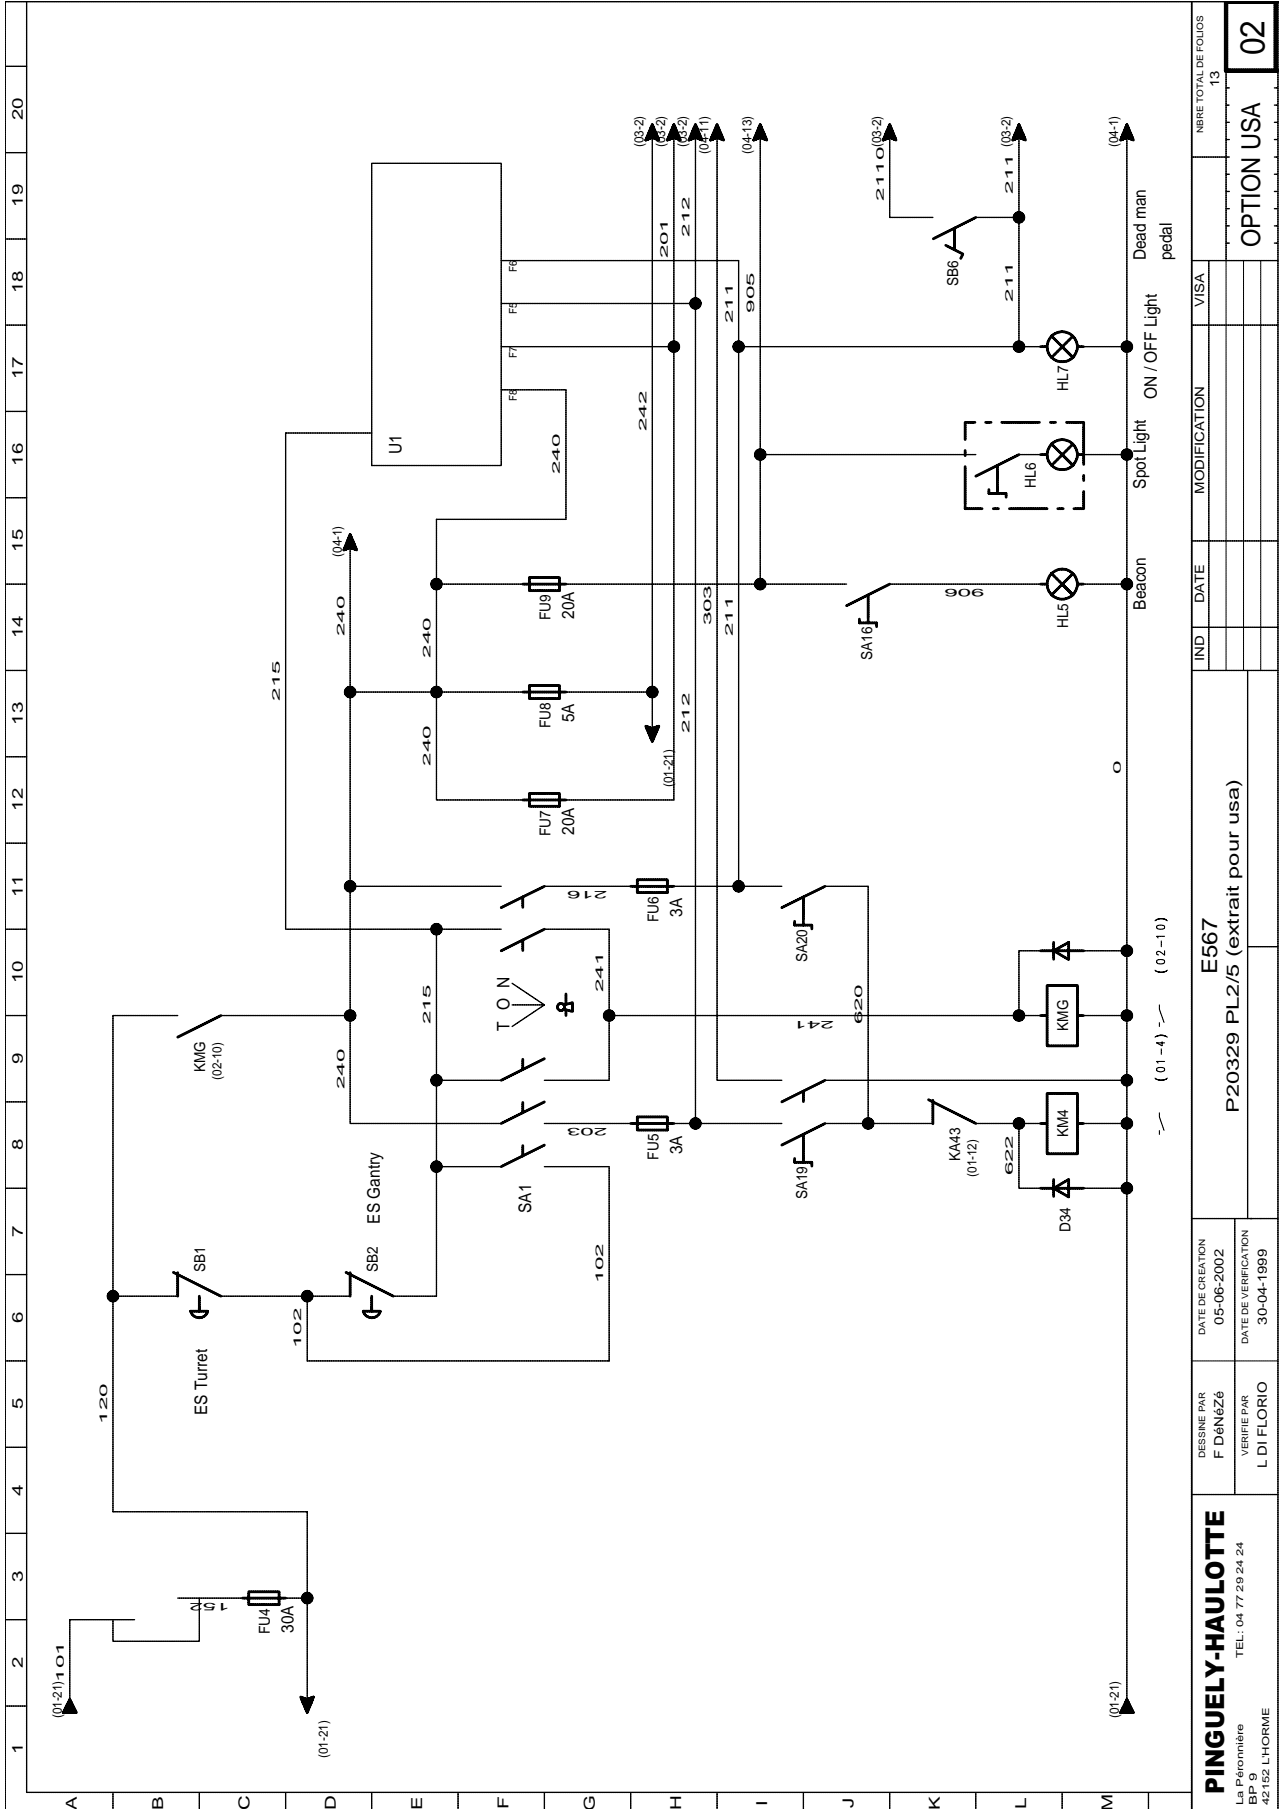 1 2 3 4 5 6 7 8 9 10 11 12 13 14 15 16 17 18 19 20
A
B
C
D
E
F
G
H
I
J
K
L
M
(01-21)
101
152
FU4
30A
(01-21)
120
ES Turret
SB1
102
SB2
ES Gantry
102
KMG
(02-10)
240
215
215
SA1
T O N
203
241
216
FU5
3A
FU6
3A
240
(04-1)
240
240
FU7
20A
FU8
5A
FU9
20A
U1
F8
F7
F5
F6
240
(01-21)
242
201
212
212
303
211
211
905
(03-2)
(03-2)
(03-2)
(04-11)
(04-13)
SA19
SA20
241
620
KA43
(01-12)
622
D34
KM4
KMG
SA16
906
HL5
HL6
HL7
SB6
2110
(03-2)
211
211
(03-2)
(01-21)
0
(04-1)
Beacon
Spot Light
ON / OFF Light
Dead man
pedal
(01-4)
(02-10)
PINGUELY-HAULOTTE
La Péronnière
BP 9
42152 L'HORME
TEL: 04 77 29 24 24
DESSINE PAR
F DéNéZé
VERIFIE PAR
L DI FLORIO
DATE DE CREATION
05-06-2002
DATE DE VERIFICATION
30-04-1999
E567
P20329 PL2/5 (extrait pour usa)
IND DATE MODIFICATION VISA
NBRE TOTAL DE FOLIOS
13
OPTION USA
02